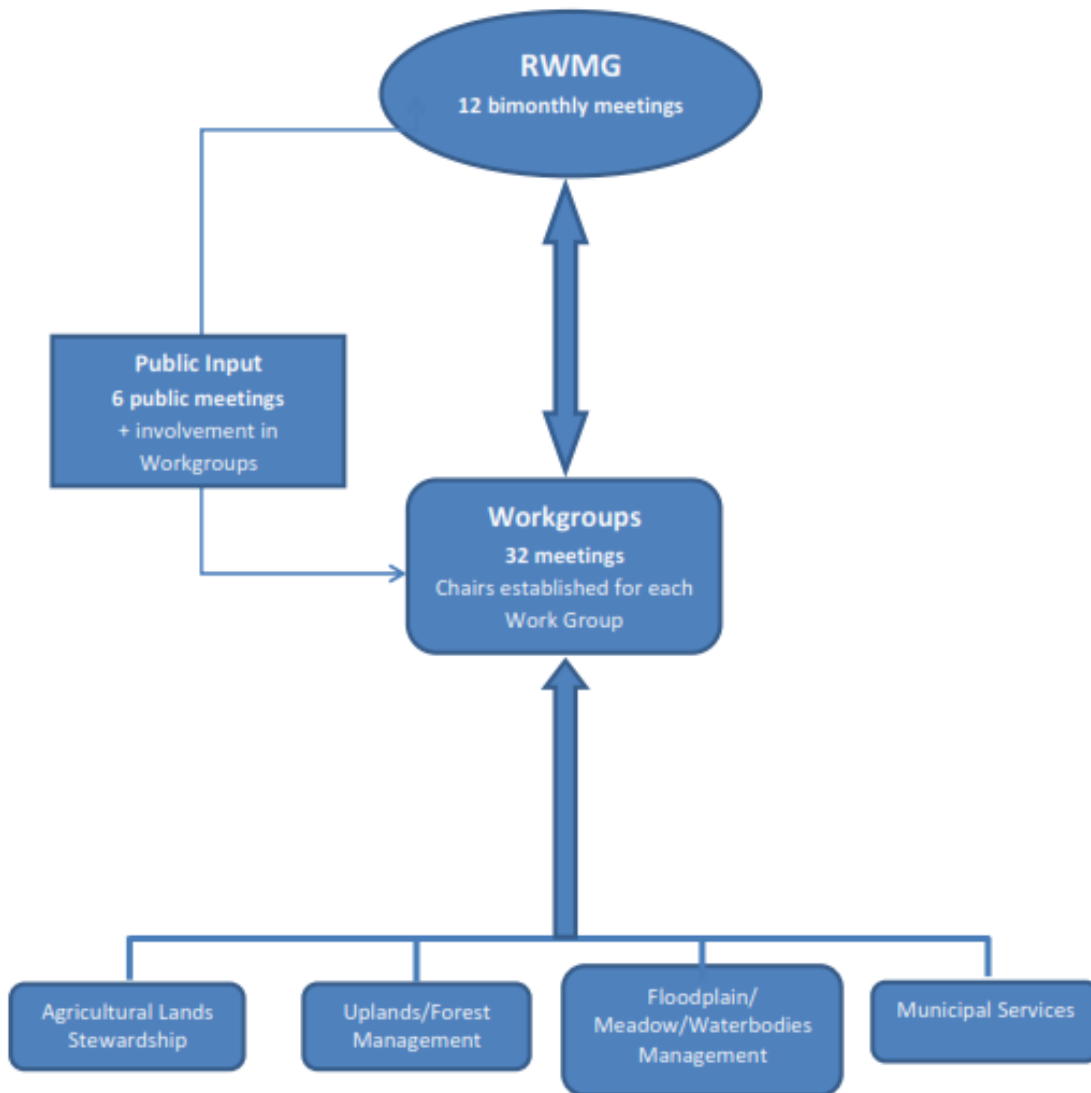 RWMG
12 bimonthly meetings
Public Input
6 public meetings
+ involvement in
Workgroups
Workgroups
32 meetings
Chairs established for each
Work Group
Agricultural Lands
Stewardship
Uplands/Forest
Management
Floodplain/
Meadow/Waterbodies
Management
Municipal Services